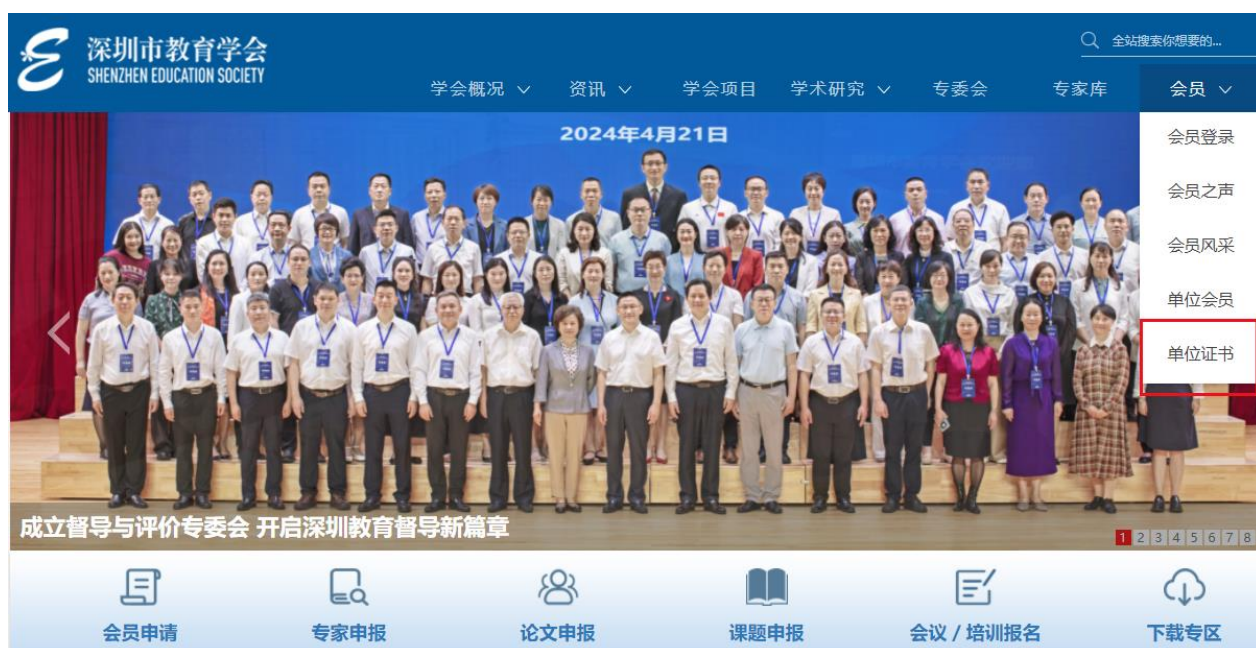 深圳市教育学会
SHENZHEN EDUCATION SOCIETY
全站搜索你想要的...
学会概况 资讯 学会项目 学术研究 专委会 专家库 会员
2024年4月21日
会员登录
会员之声
会员风采
单位会员
单位证书
成立督导与评价专委会 开启深圳教育督导新篇章
1 2 3 4 5 6 7 8
会员申请 专家申报 论文申报 课题申报 会议 / 培训报名 下载专区